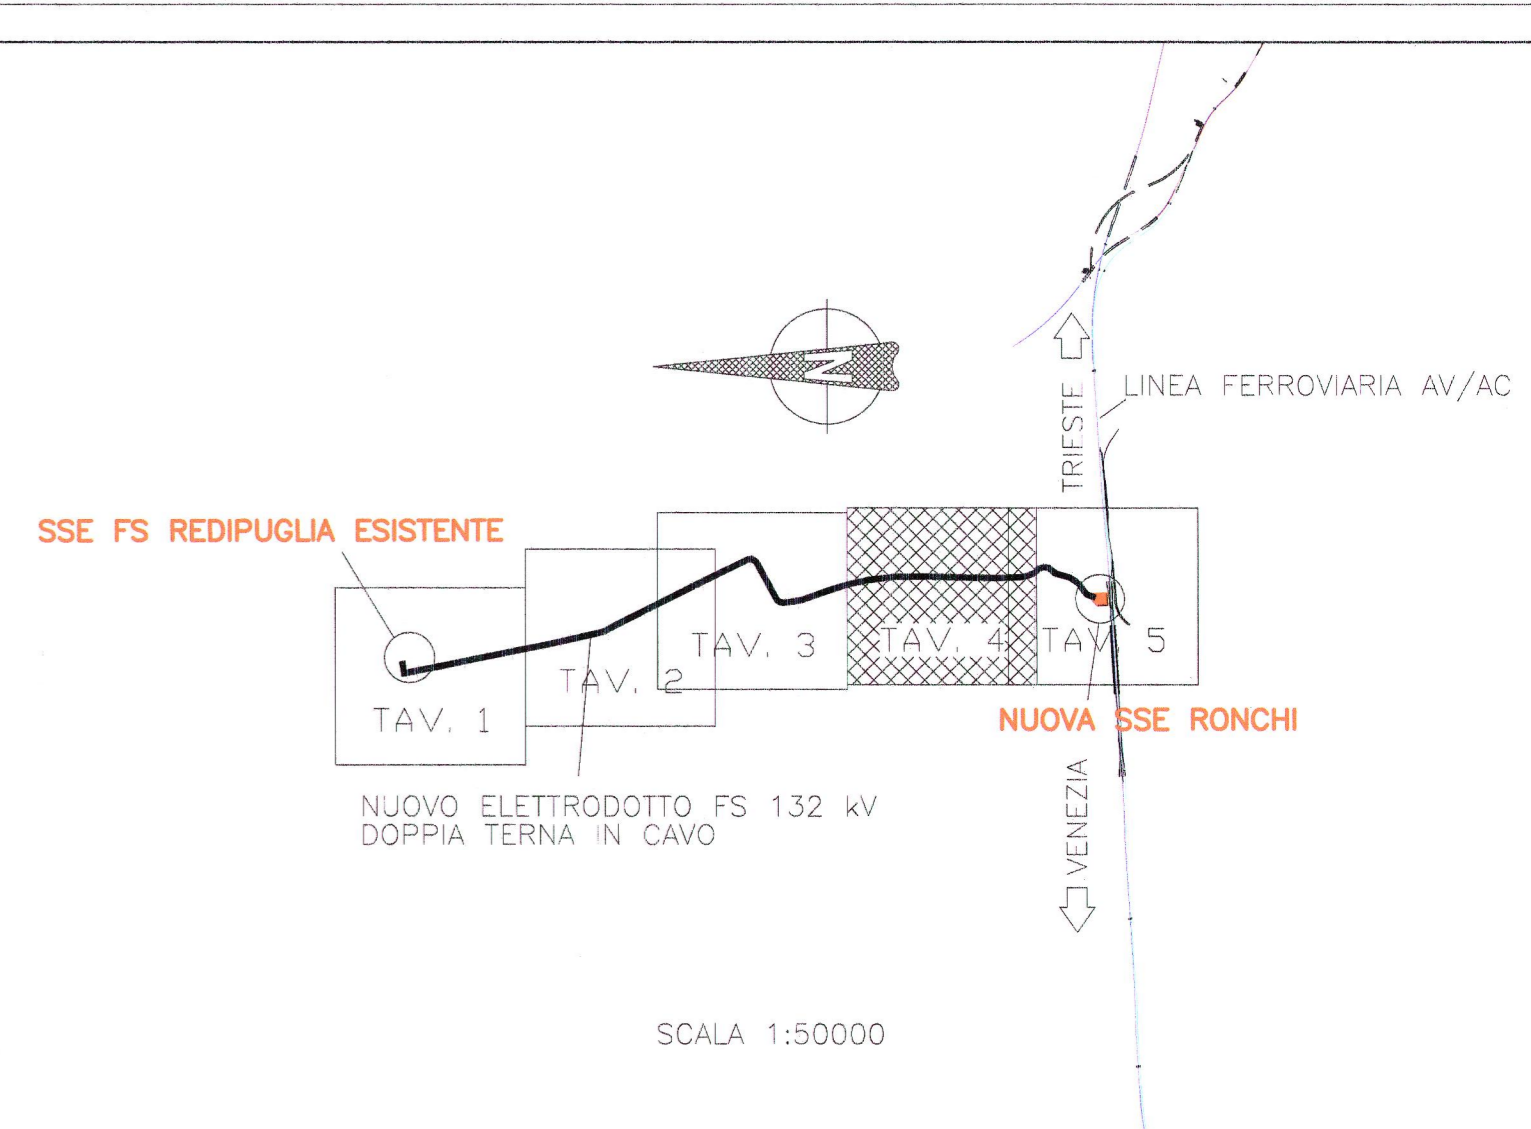 N
LINEA FERROVIARIA AV/AC
TRIESTE
SSE FS REDIPUGLIA ESISTENTE
TAV. 1
TAV. 2
TAV. 3
TAV. 4
TAV. 5
NUOVA SSE RONCHI
NUOVO ELETTRODOTTO FS 132 kV
DOPPIA TERNA IN CAVO
VENEZIA
SCALA 1:50000